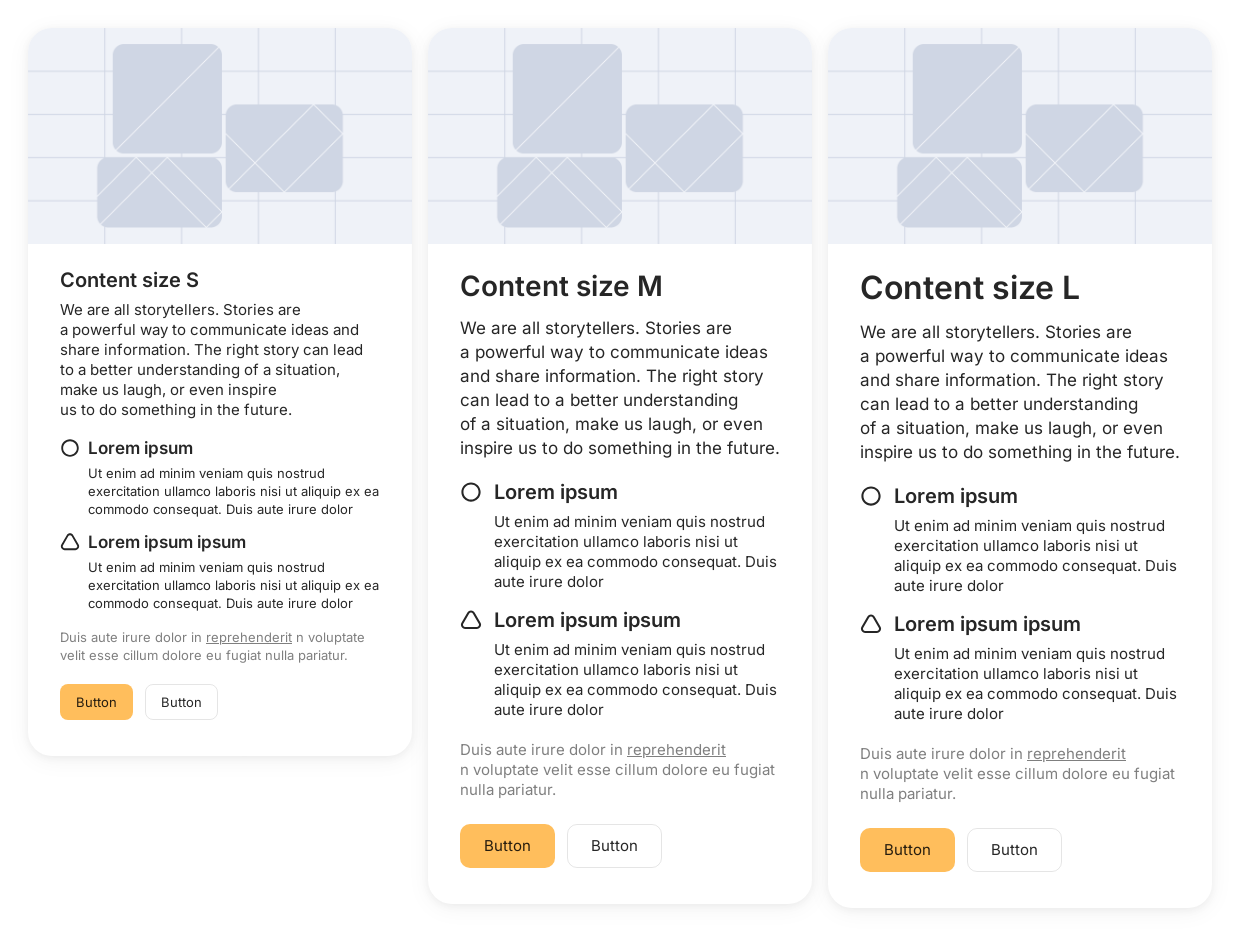 Content size S
We are all storytellers. Stories are
a powerful way to communicate ideas and
share information. The right story can lead
to a better understanding of a situation,
make us laugh, or even inspire
us to do something in the future.
Lorem ipsum
Ut enim ad minim veniam quis nostrud
exercitation ullamco laboris nisi ut aliquip ex ea
commodo consequat. Duis aute irure dolor
Lorem ipsum ipsum
Ut enim ad minim veniam quis nostrud
exercitation ullamco laboris nisi ut aliquip ex ea
commodo consequat. Duis aute irure dolor
Duis aute irure dolor in reprehenderit n voluptate
velit esse cillum dolore eu fugiat nulla pariatur.
Button Button
Content size M
We are all storytellers. Stories are
a powerful way to communicate ideas
and share information. The right story
can lead to a better understanding
of a situation, make us laugh, or even
inspire us to do something in the future.
Lorem ipsum
Ut enim ad minim veniam quis nostrud
exercitation ullamco laboris nisi ut
aliquip ex ea commodo consequat. Duis
aute irure dolor
Lorem ipsum ipsum
Ut enim ad minim veniam quis nostrud
exercitation ullamco laboris nisi ut
aliquip ex ea commodo consequat. Duis
aute irure dolor
Duis aute irure dolor in reprehenderit
n voluptate velit esse cillum dolore eu fugiat
nulla pariatur.
Button Button
Content size L
We are all storytellers. Stories are
a powerful way to communicate ideas
and share information. The right story
can lead to a better understanding
of a situation, make us laugh, or even
inspire us to do something in the future.
Lorem ipsum
Ut enim ad minim veniam quis nostrud
exercitation ullamco laboris nisi ut
aliquip ex ea commodo consequat. Duis
aute irure dolor
Lorem ipsum ipsum
Ut enim ad minim veniam quis nostrud
exercitation ullamco laboris nisi ut
aliquip ex ea commodo consequat. Duis
aute irure dolor
Duis aute irure dolor in reprehenderit
n voluptate velit esse cillum dolore eu fugiat
nulla pariatur.
Button Button